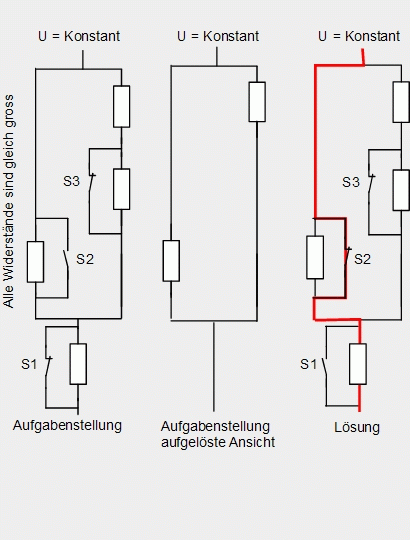 U = Konstant
U = Konstant
U = Konstant
Alle Widerstände sind gleich gross
S3
S3
S2
S2
S1
S1
Aufgabenstellung
Aufgabenstellung
aufgelöste Ansicht
Lösung